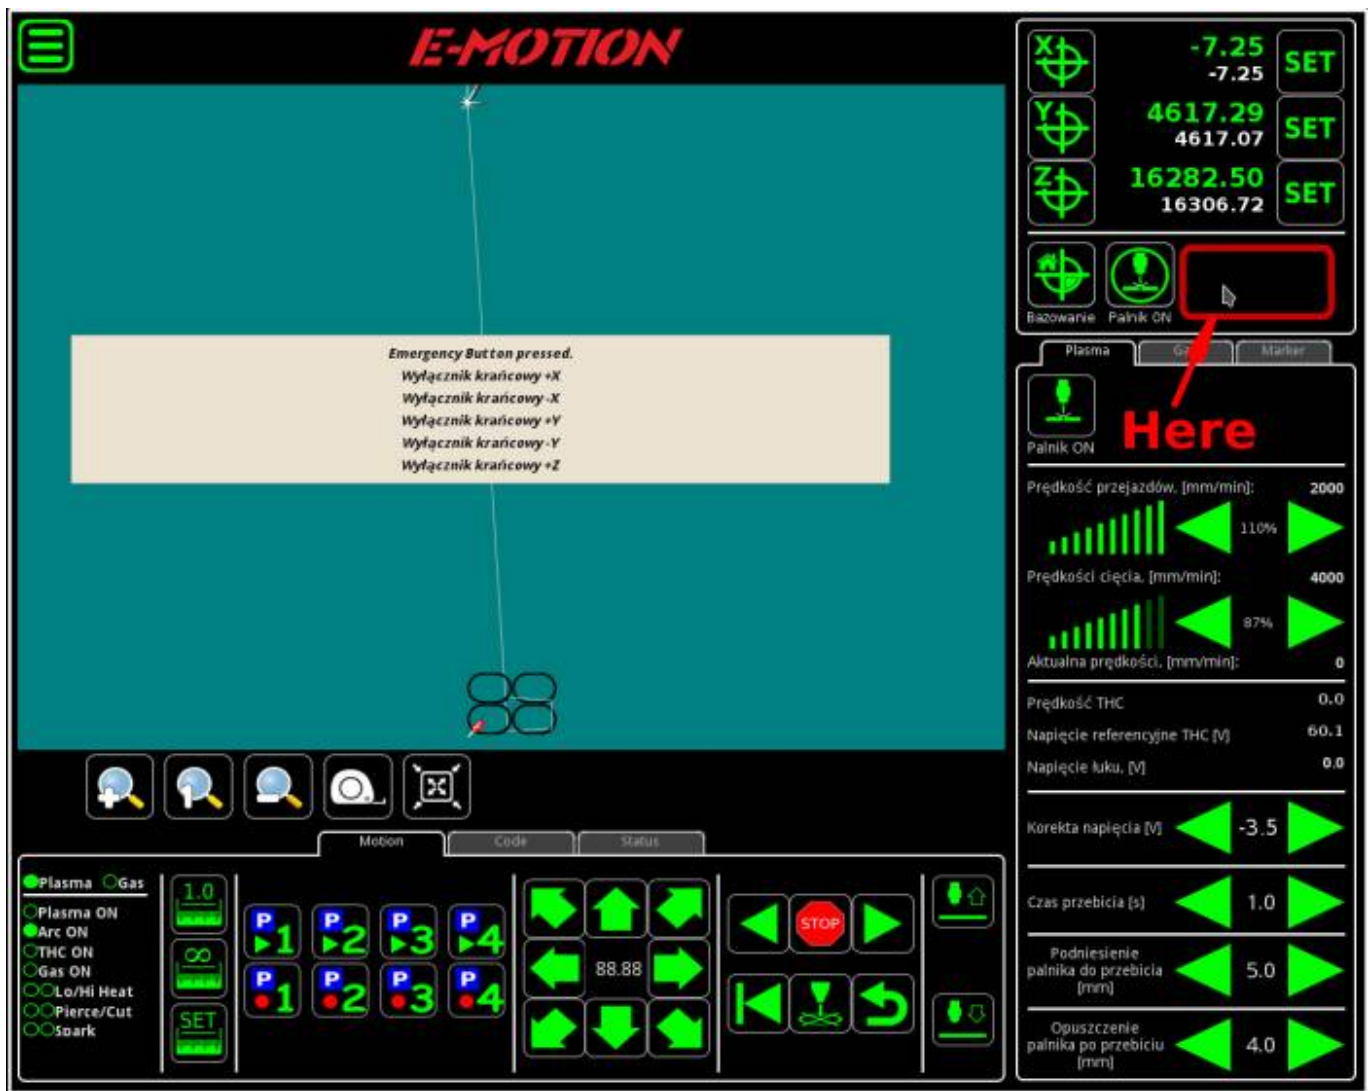 E-MOTION
X -7.25 SET
-7.25
Y 4617.29 SET
4617.07
Z 16282.50 SET
16306.72
Bazowanie Palnik ON
Emergency Button pressed.
Wyłącznik krańcowy +X
Wyłącznik krańcowy -X
Wyłącznik krańcowy +Y
Wyłącznik krańcowy -Y
Wyłącznik krańcowy +Z
Plasma Marker
Here
Palnik ON
Prędkość przejazdów, [mm/min]: 2000
110%
Prędkości cięcia, [mm/min]: 4000
87%
Aktualna prędkości, [mm/min]: 0
Prędkość THC 0.0
Napięcie referencyjne THC [V] 60.1
Napięcie łuku, [V] 0.0
Korekta napięcia [V] -3.5
Czas przebicia [s] 1.0
Podniesienie
palnika do przebicia 5.0
[mm]
Opuszczenie
palnika po przebiciu 4.0
[mm]
1
Motion Code Status
Plasma Gas
Plasma ON
Arc ON
THC ON
Gas ON
Lo/Hi Heat
Pierce/Cut
Spark
1.0
∞
SET
P 1 P 2 P 3 P 4
P 1 P 2 P 3 P 4
88.88
STOP